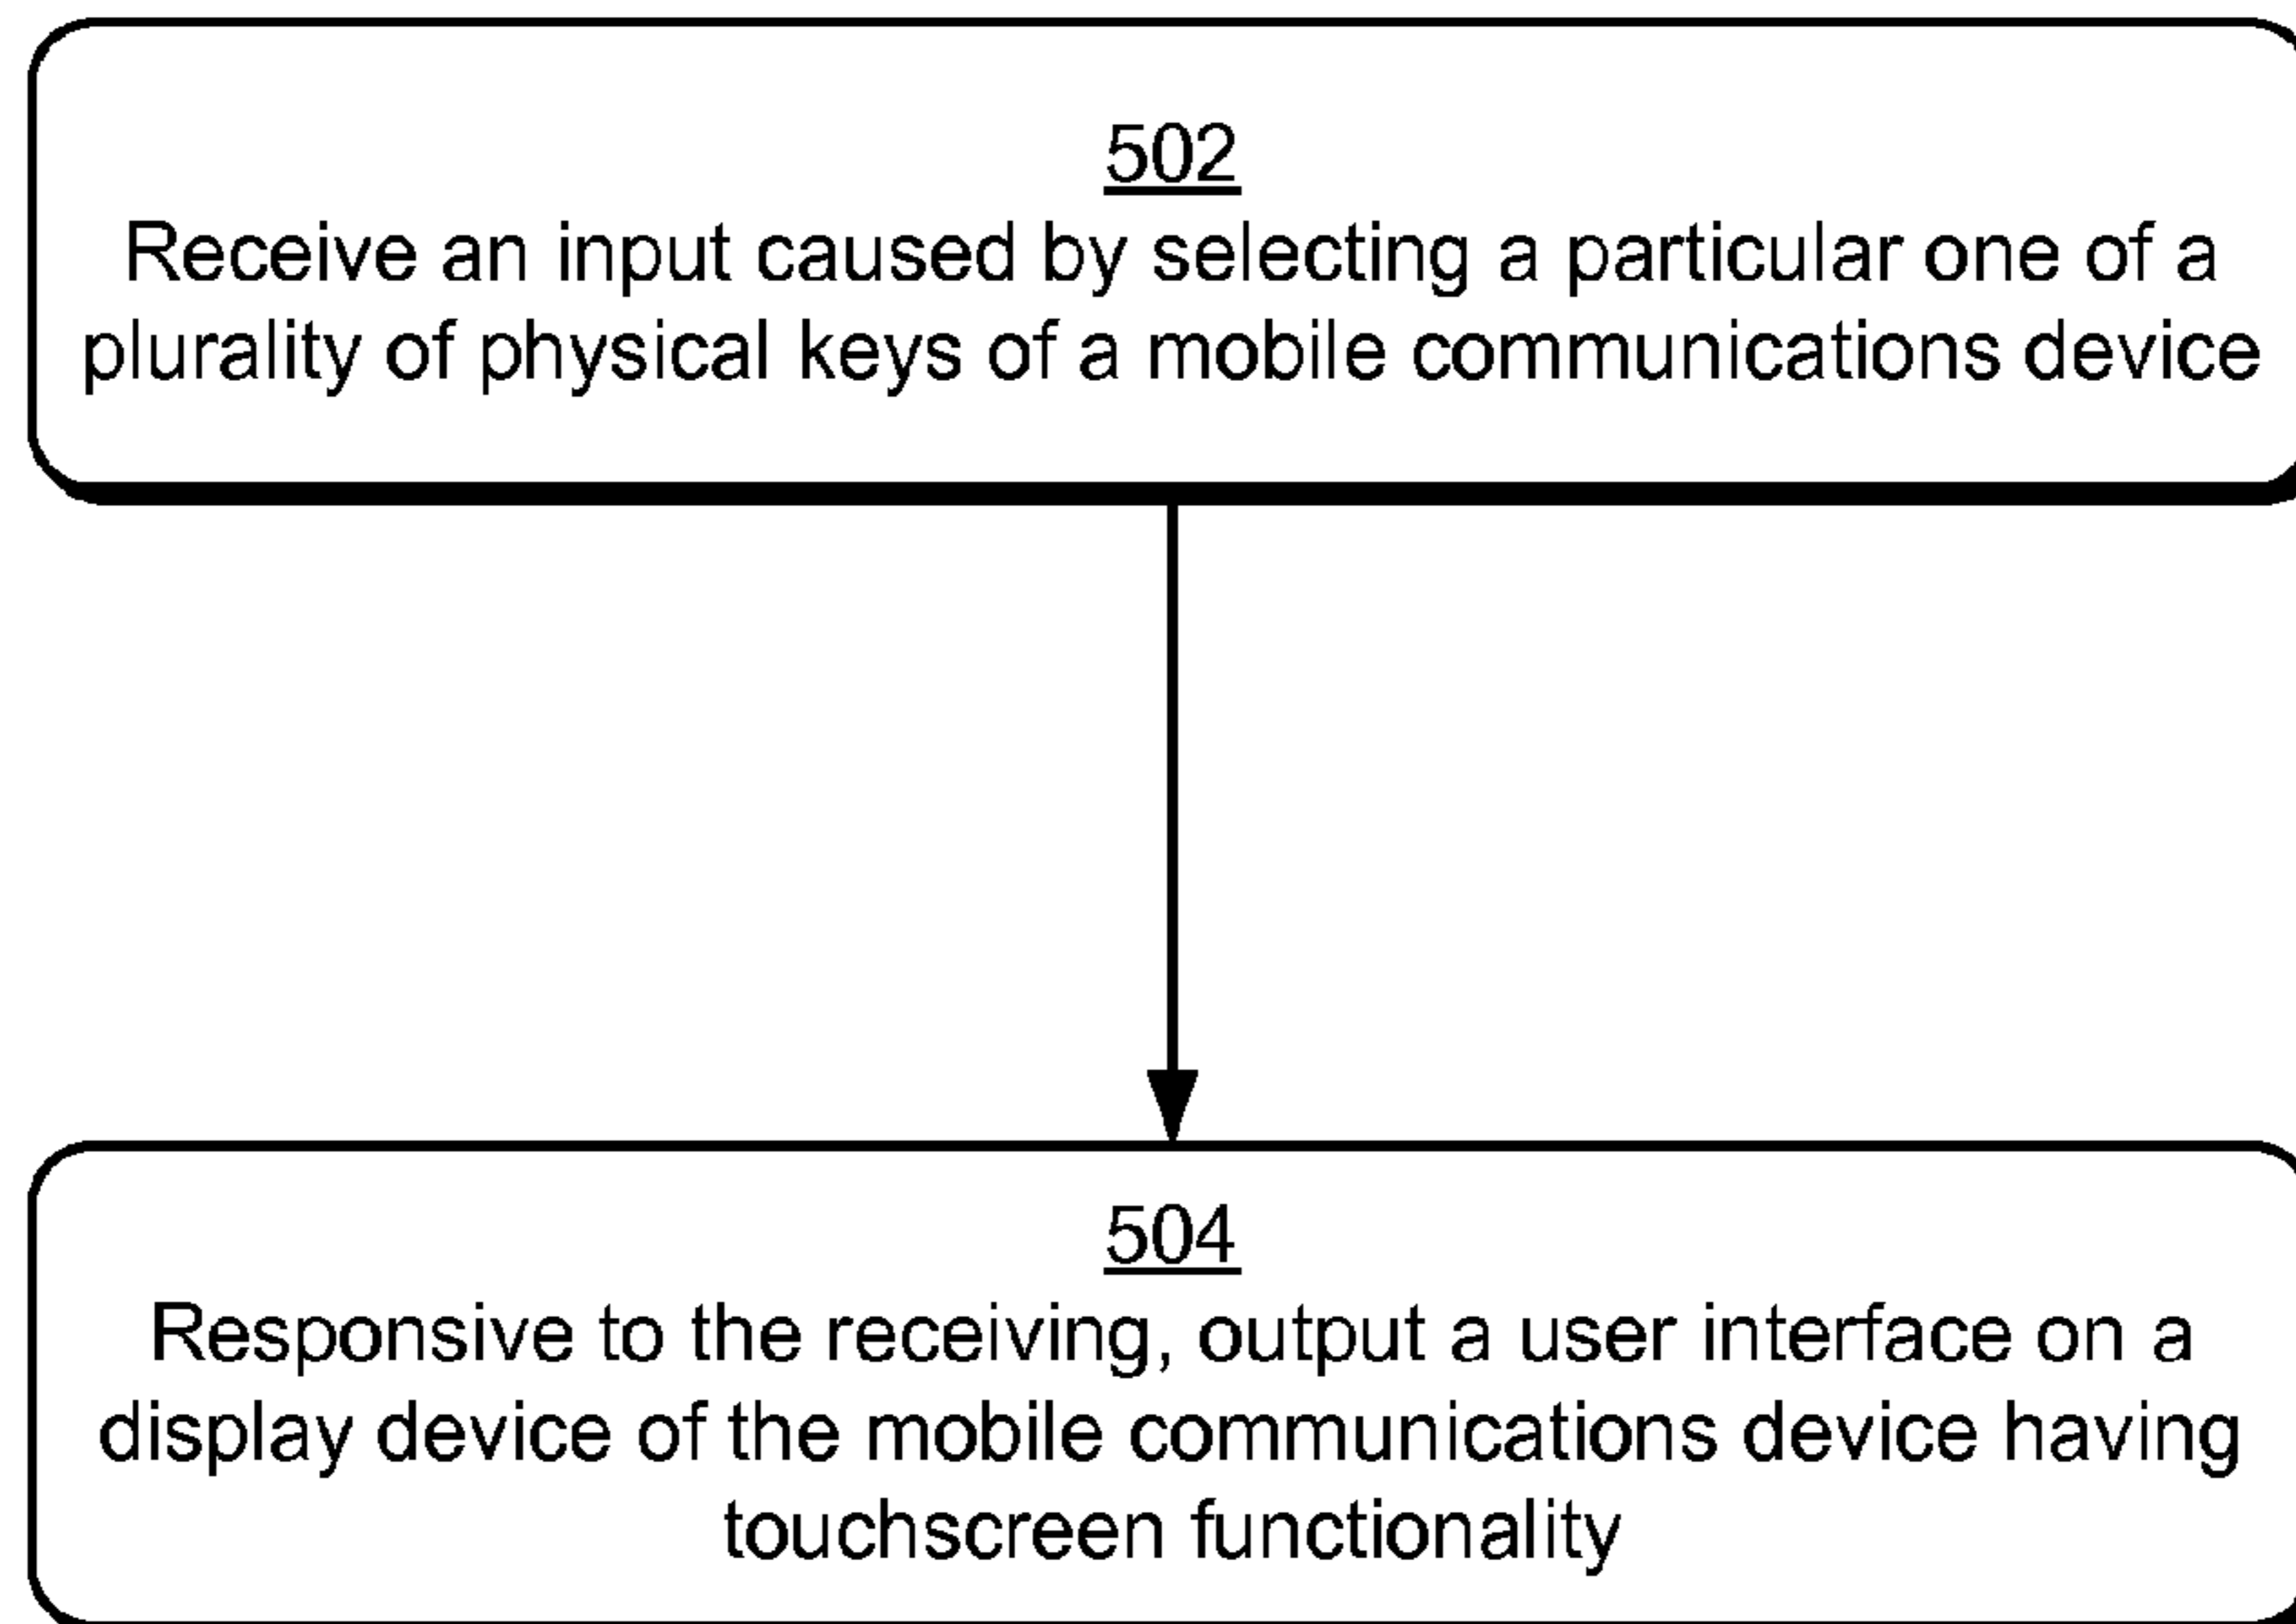 502
Receive an input caused by selecting a particular one of a
plurality of physical keys of a mobile communications device
504
Responsive to the receiving, output a user interface on a
display device of the mobile communications device having
touchscreen functionality